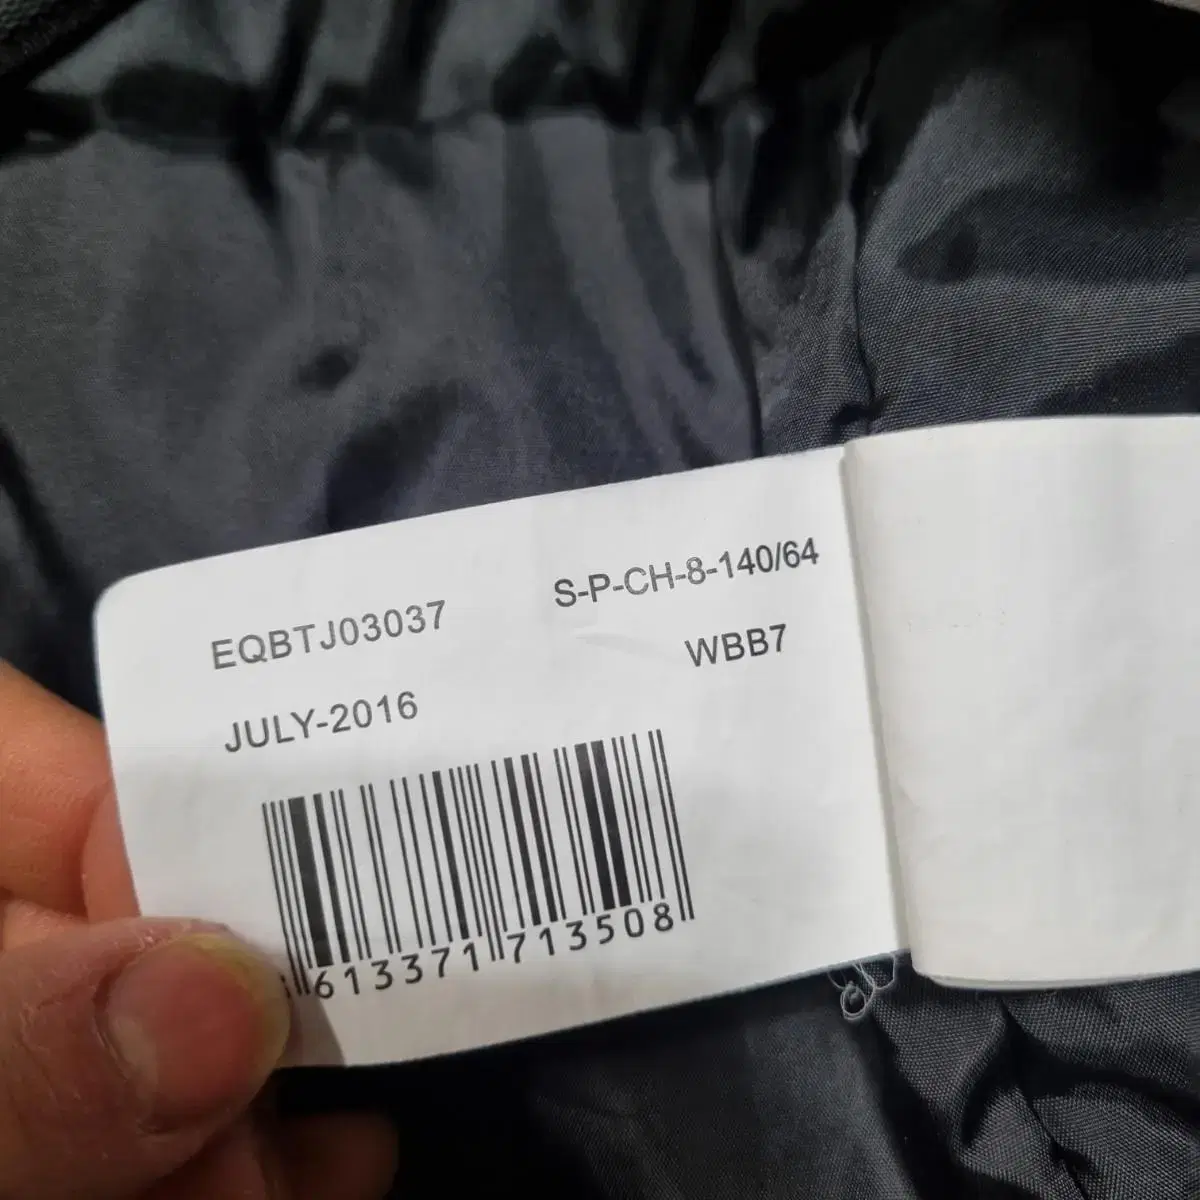 EQBTJ03037 S-P-CH-8-140/64
JULY-2016 WBB7
613371 713508